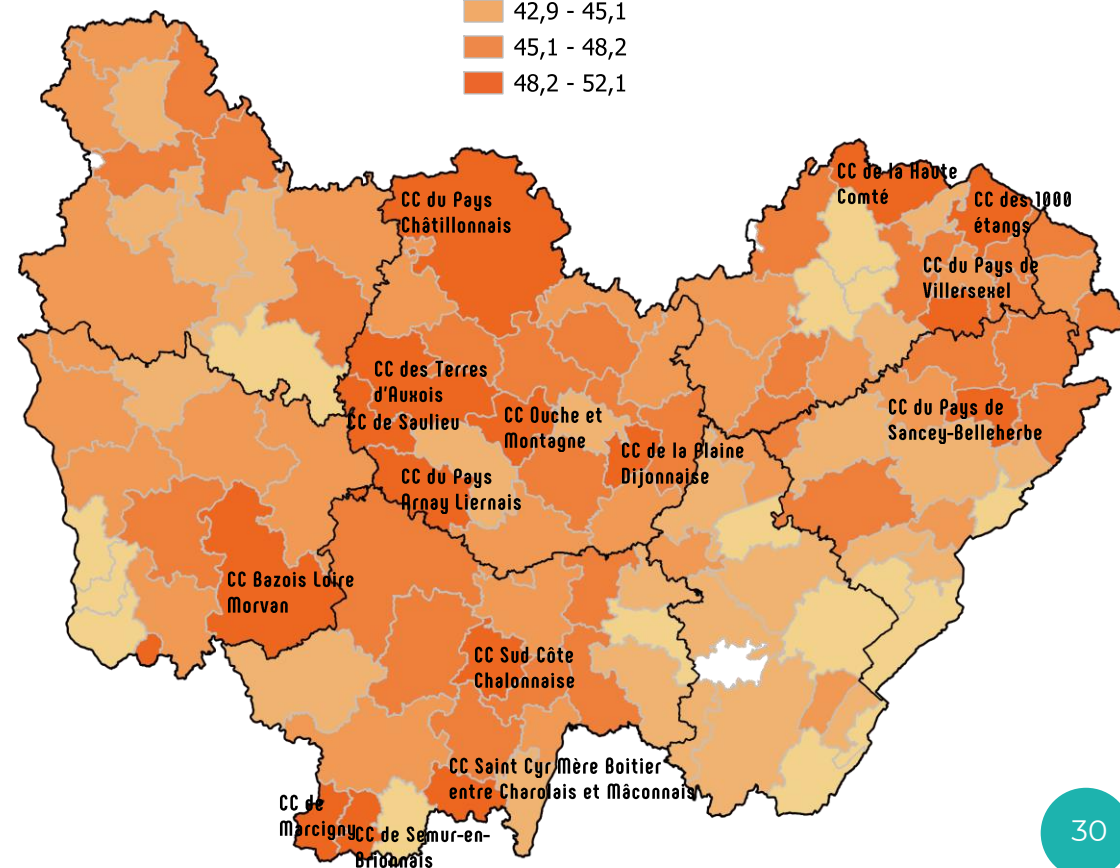 42,9 - 45,1
45,1 - 48,2
48,2 - 52,1
CC de la Haute
Comté
CC du Pays
Châtillonnais
CC des 1000
étangs
CC du Pays de
Villersexel
CC des Terres
d'Auxois
CC de Saulieu
CC Ouche et
Montagne
CC du Pays de
Sancey-Belleherbe
CC de la Plaine
Dijonnaise
CC du Pays
Arnay Liernais
CC Bazois Loire
Morvan
CC Sud Côte
Chalonnaise
CC Saint Cyr Mère Boitier
entre Charolais et Mâconnais
CC de
Marcigny
CC de Semur-en-
Brionnais
30